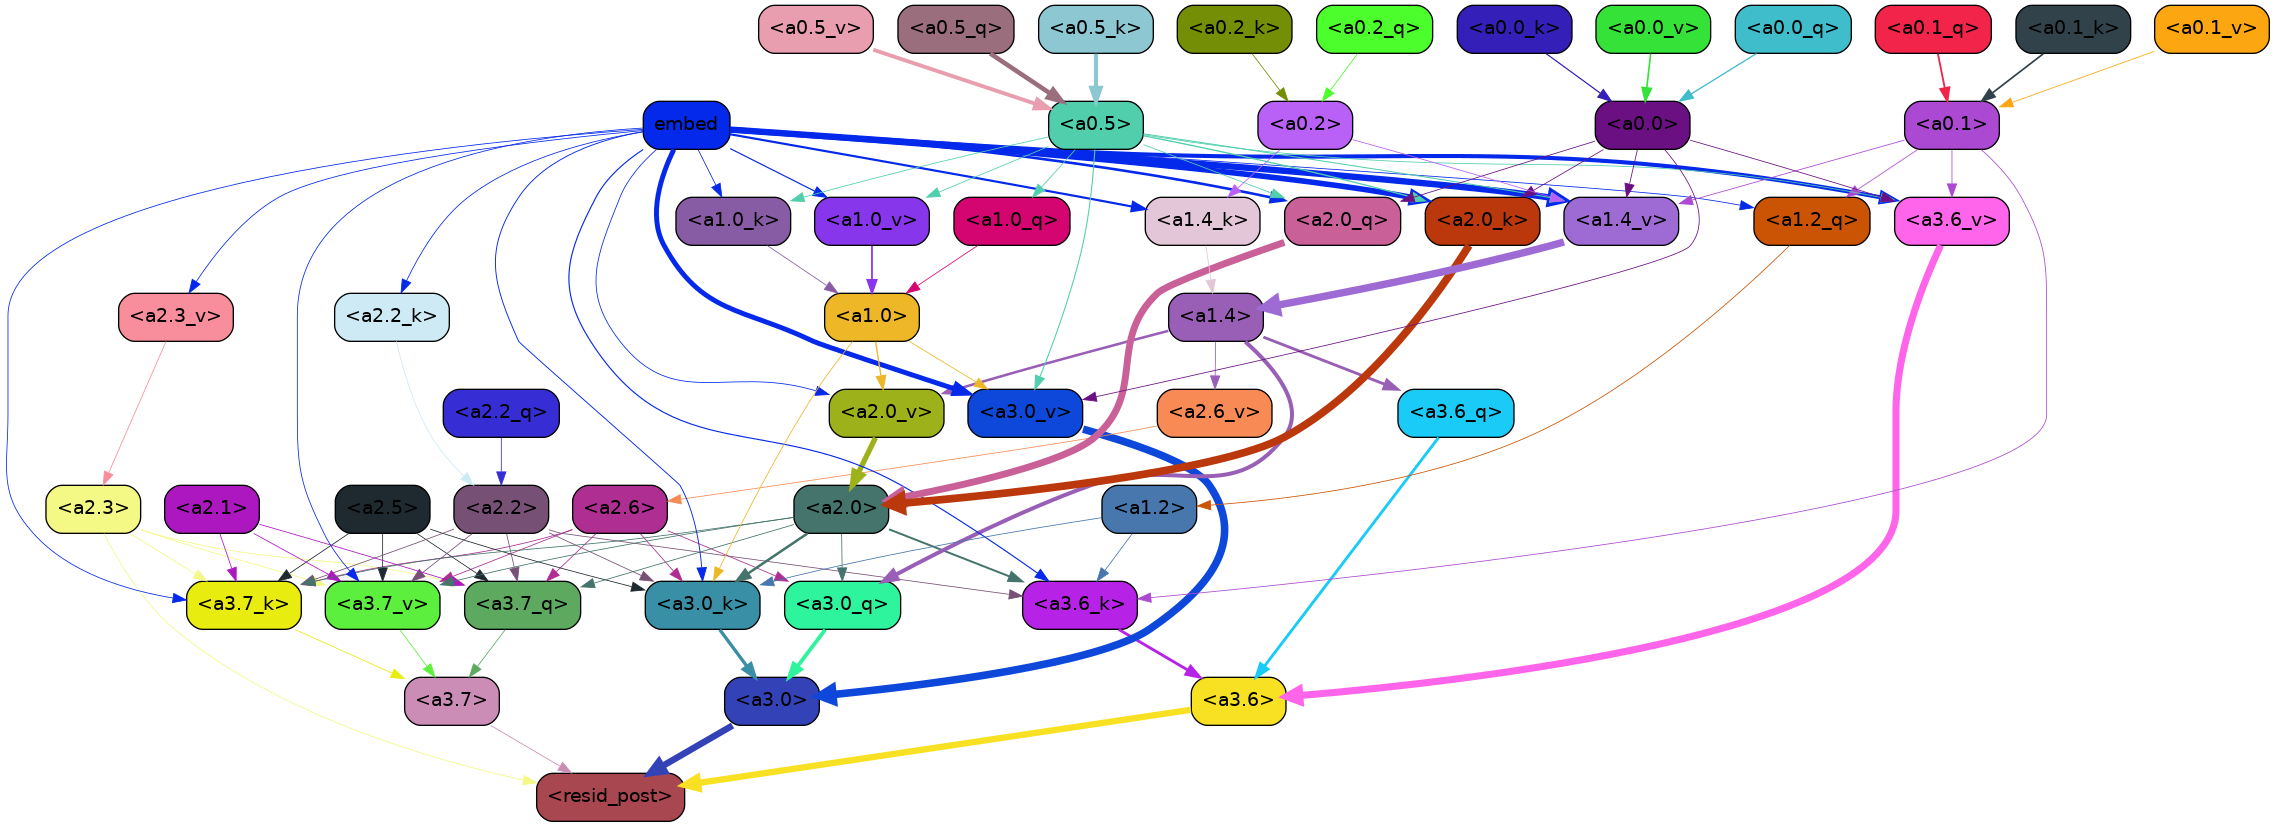 <a0.5_v> <a0.5_q> <a0.5_k> <a0.2_k> <a0.2_q> <a0.0_k> <a0.0_v> <a0.0_q> <a0.1_q> <a0.1_k> <a0.1_v>
embed <a0.5> <a0.2> <a0.0> <a0.1>
<a1.0_k> <a1.0_v> <a1.0_q> <a1.4_k> <a2.0_q> <a2.0_k> <a1.4_v> <a1.2_q> <a3.6_v>
<a2.3_v> <a2.2_k> <a1.0> <a1.4>
<a2.2_q> <a2.0_v> <a3.0_v> <a2.6_v> <a3.6_q>
<a2.3> <a2.1> <a2.5> <a2.2> <a2.6> <a2.0> <a1.2>
<a3.7_k> <a3.7_v> <a3.7_q> <a3.0_k> <a3.0_q> <a3.6_k>
<a3.7> <a3.0> <a3.6>
<resid_post>